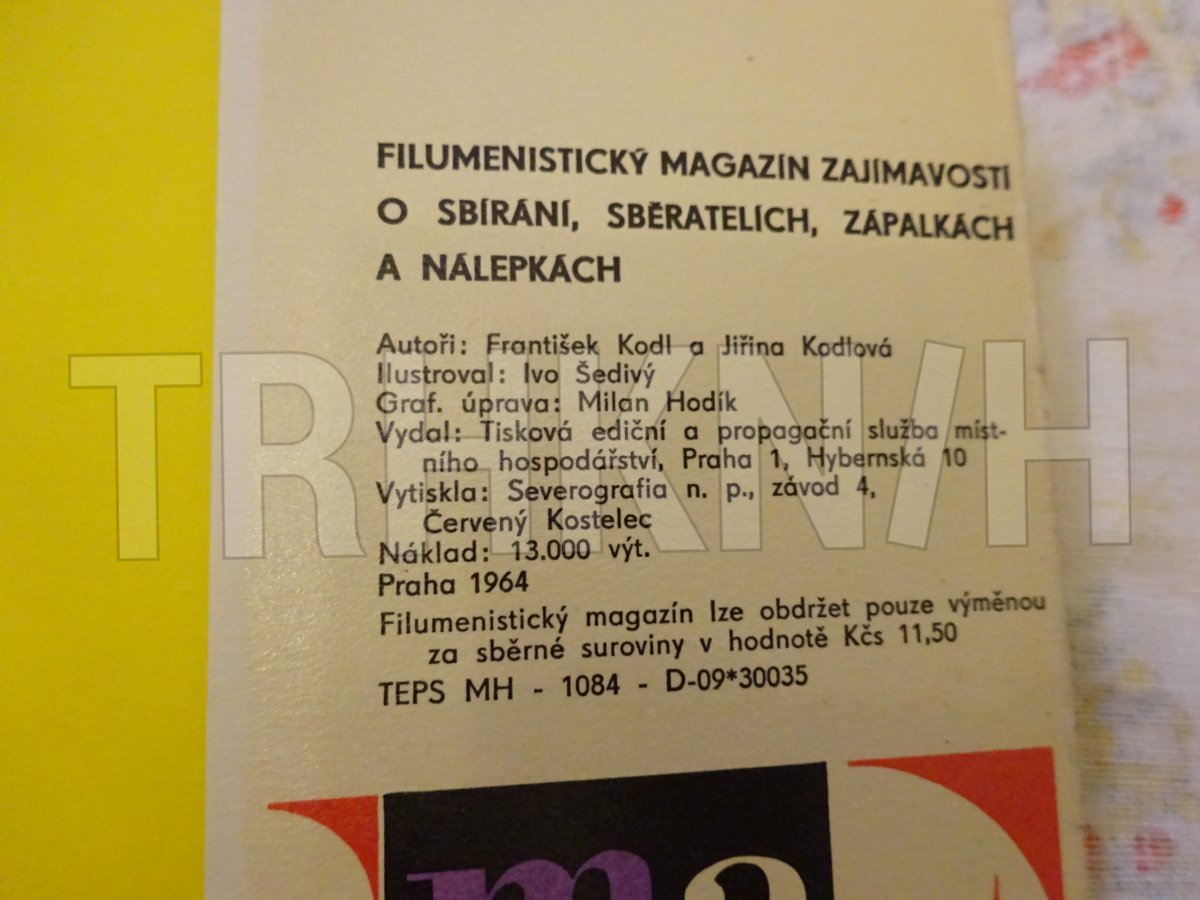 FILUMENISTICKÝ MAGAZÍN ZAJÍMAVOSTÍ
O SBÍRÁNÍ, SBĚRATELÍCH, ZÁPALKÁCH
A NÁLEPKÁCH
Autoři: František Kodl a Jiřina Kodlová
Ilustroval: Ivo Šedivý
Graf. úprava: Milan Hodík
Vydal: Tisková ediční a propagační služba míst-
ního hospodářství, Praha 1, Hybernská 10
Vytiskla: Severografia n. p., závod 4,
Červený Kostelec
Náklad: 13.000 výt.
Praha 1964
Filumenistický magazín lze obdržet pouze výměnou
za sběrné suroviny v hodnotě Kčs 11,50
TEPS MH - 1084 - D-09*30035
ma